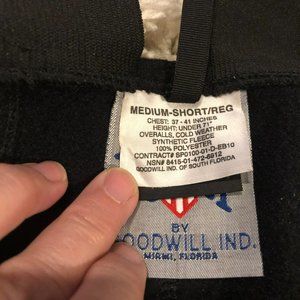 MEDIUM-SHORT/REG
CHEST: 37 - 41 INCHES
HEIGHT: UNDER 71"
OVERALLS, COLD WEATHER
SYNTHETIC FLEECE
100% POLYESTER
CONTRACT# SP0100-01-D-EB10
NSN# 8415-01-472-6912
GOODWILL IND. OF SOUTH FLORIDA
BY
GOODWILL IND.
MIAMI, FLORIDA